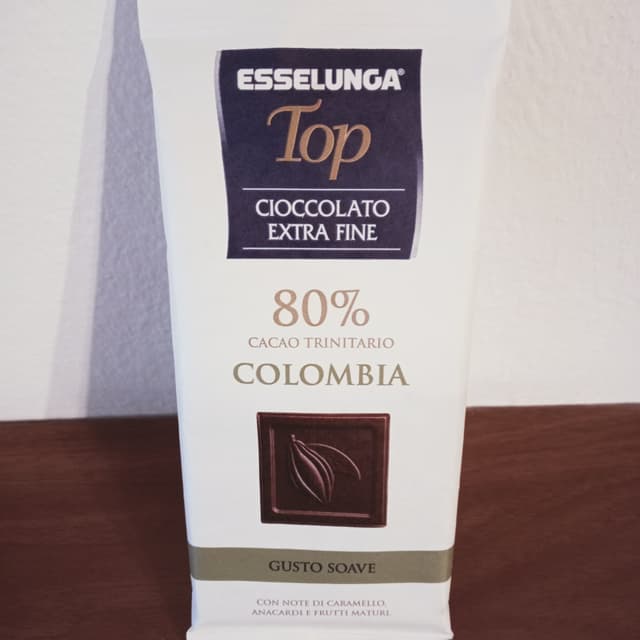 ESSELUNGA®
Top
CIOCCOLATO
EXTRA FINE
80%
CACAO TRINITARIO
COLOMBIA
GUSTO SOAVE
CON NOTE DI CARAMELLO,
ANACARDI E FRUTTI MATURI.